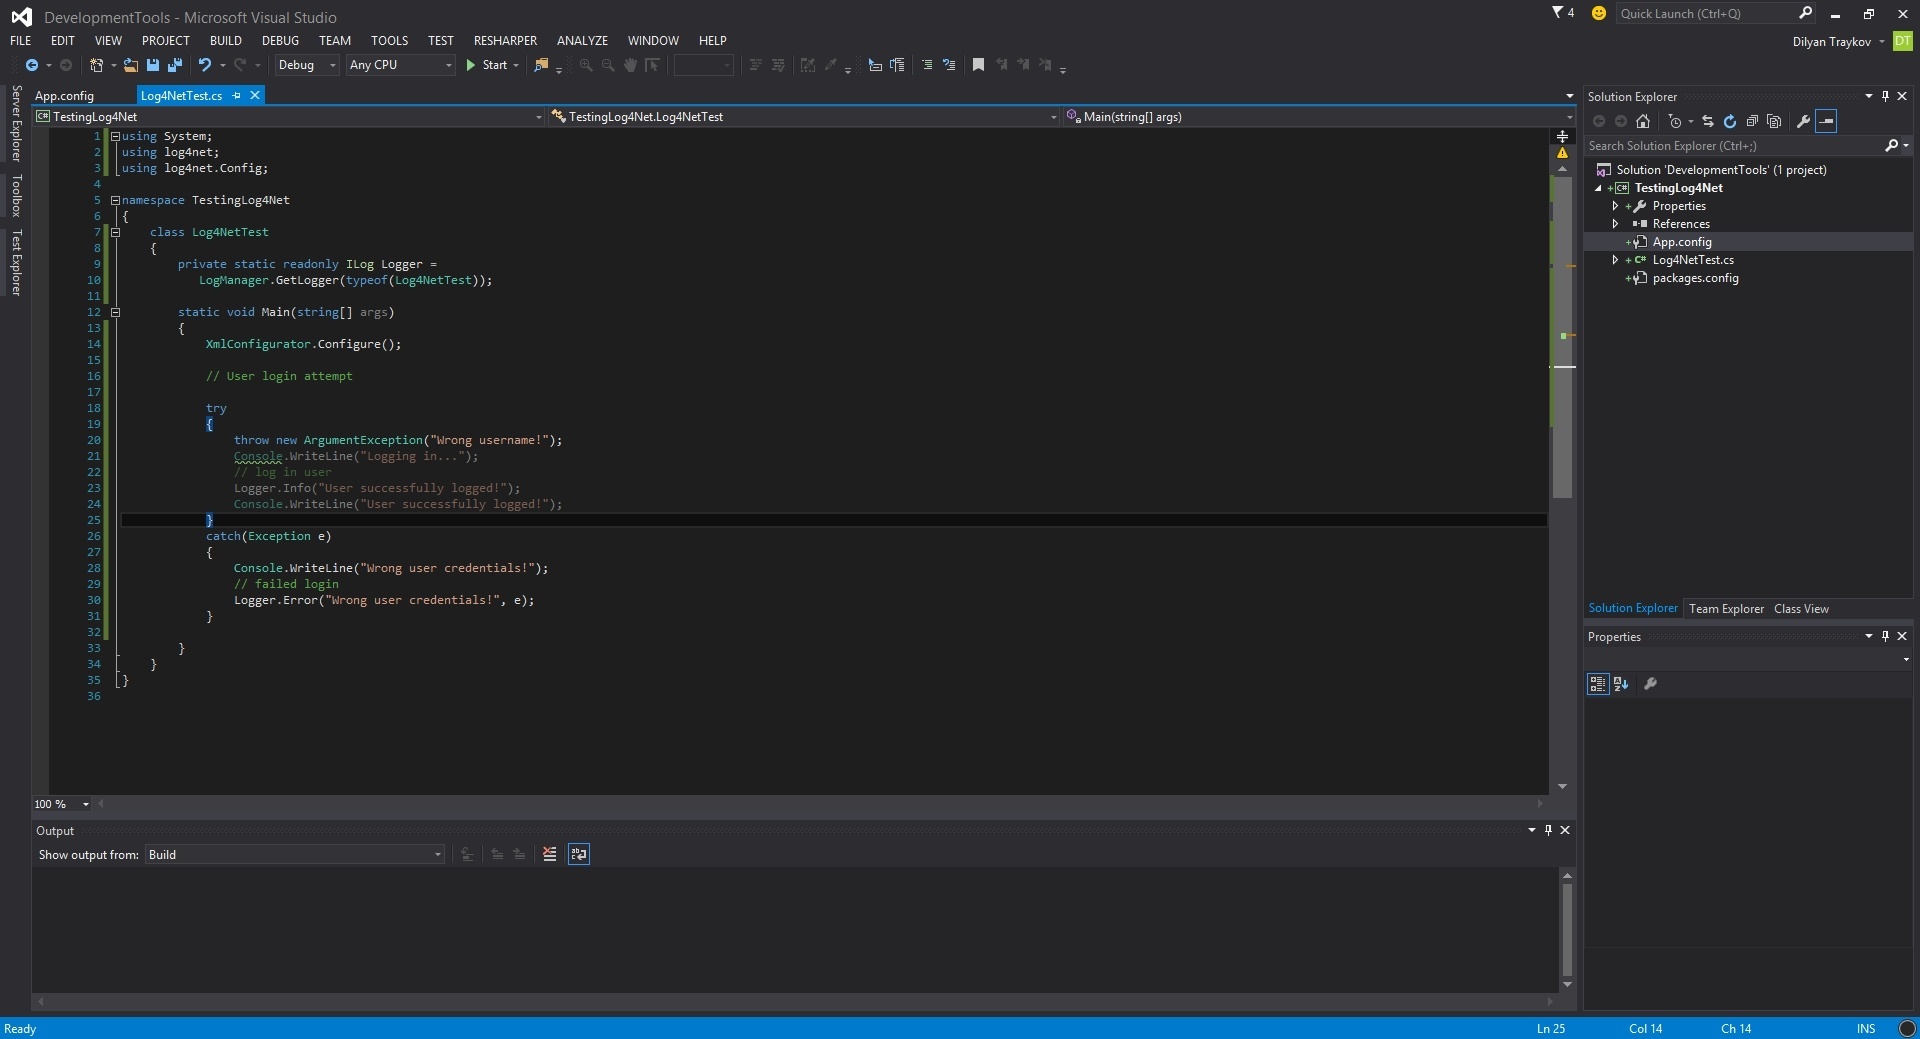 DevelopmentTools - Microsoft Visual Studio
4
Quick Launch (Ctrl+Q)
FILE EDIT VIEW PROJECT BUILD DEBUG TEAM TOOLS TEST RESHARPER ANALYZE WINDOW HELP
Dilyan Traykov DT
Debug Any CPU Start
Server Explorer
Toolbox
Test Explorer
App.config Log4NetTest.cs
C# TestingLog4Net TestingLog4Net.Log4NetTest Main(string[] args)
1 using System;
2 using log4net;
3 using log4net.Config;
4
5 namespace TestingLog4Net
6 {
7 class Log4NetTest
8 {
9 private static readonly ILog Logger =
10 LogManager.GetLogger(typeof(Log4NetTest));
11
12 static void Main(string[] args)
13 {
14 XmlConfigurator.Configure();
15
16 // User login attempt
17
18 try
19 {
20 throw new ArgumentException("Wrong username!");
21 Console.WriteLine("Logging in...");
22 // log in user
23 Logger.Info("User successfully logged!");
24 Console.WriteLine("User successfully logged!");
25 }
26 catch(Exception e)
27 {
28 Console.WriteLine("Wrong user credentials!");
29 // failed login
30 Logger.Error("Wrong user credentials!", e);
31 }
32
33 }
34 }
35 }
36
100 %
Output
Show output from: Build
Solution Explorer
Search Solution Explorer (Ctrl+;)
Solution 'DevelopmentTools' (1 project)
C# TestingLog4Net
Properties
References
App.config
C# Log4NetTest.cs
packages.config
Solution Explorer Team Explorer Class View
Properties
Ready Ln 25 Col 14 Ch 14 INS